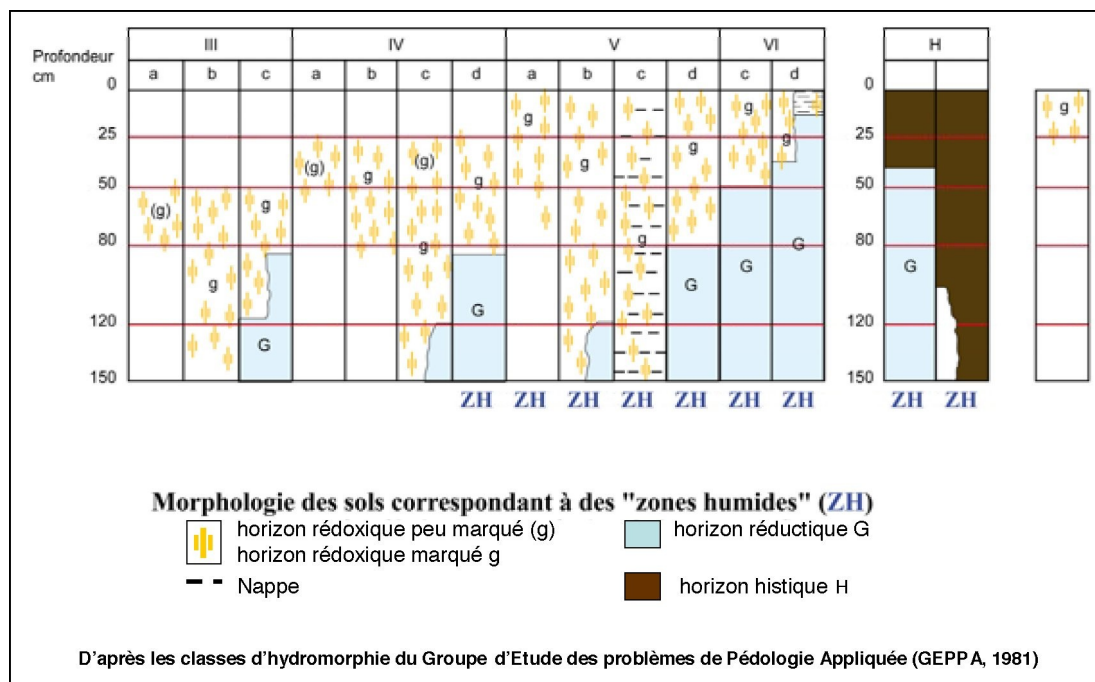 III IV V VI H
Profondeur
cm
a b c a b c d a b c d c d
0 0
g g g g
25 25
(g) g (g) g g g g
50 50
(g) g g g
80 80
g G G G G G
120 120
G
150 150
ZH ZH ZH ZH ZH ZH ZH ZH ZH
Morphologie des sols correspondant à des "zones humides" (ZH)
horizon rédoxique peu marqué (g)
horizon rédoxique marqué g
horizon réductique G
Nappe
horizon histique H
D'après les classes d'hydromorphie du Groupe d'Etude des problèmes de Pédologie Appliquée (GEPPA, 1981)